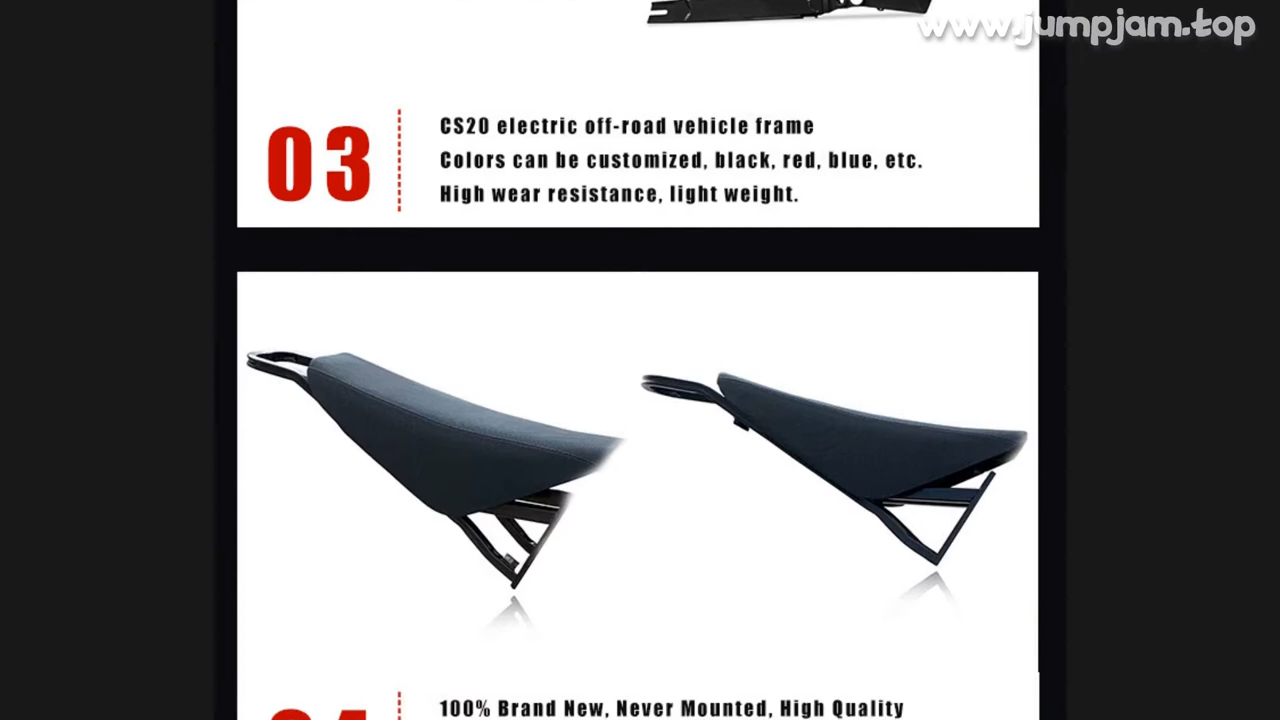 www.jumpjam.top
03
CS20 electric off-road vehicle frame
Colors can be customized, black, red, blue, etc.
High wear resistance, light weight.
04
100% Brand New, Never Mounted, High Quality